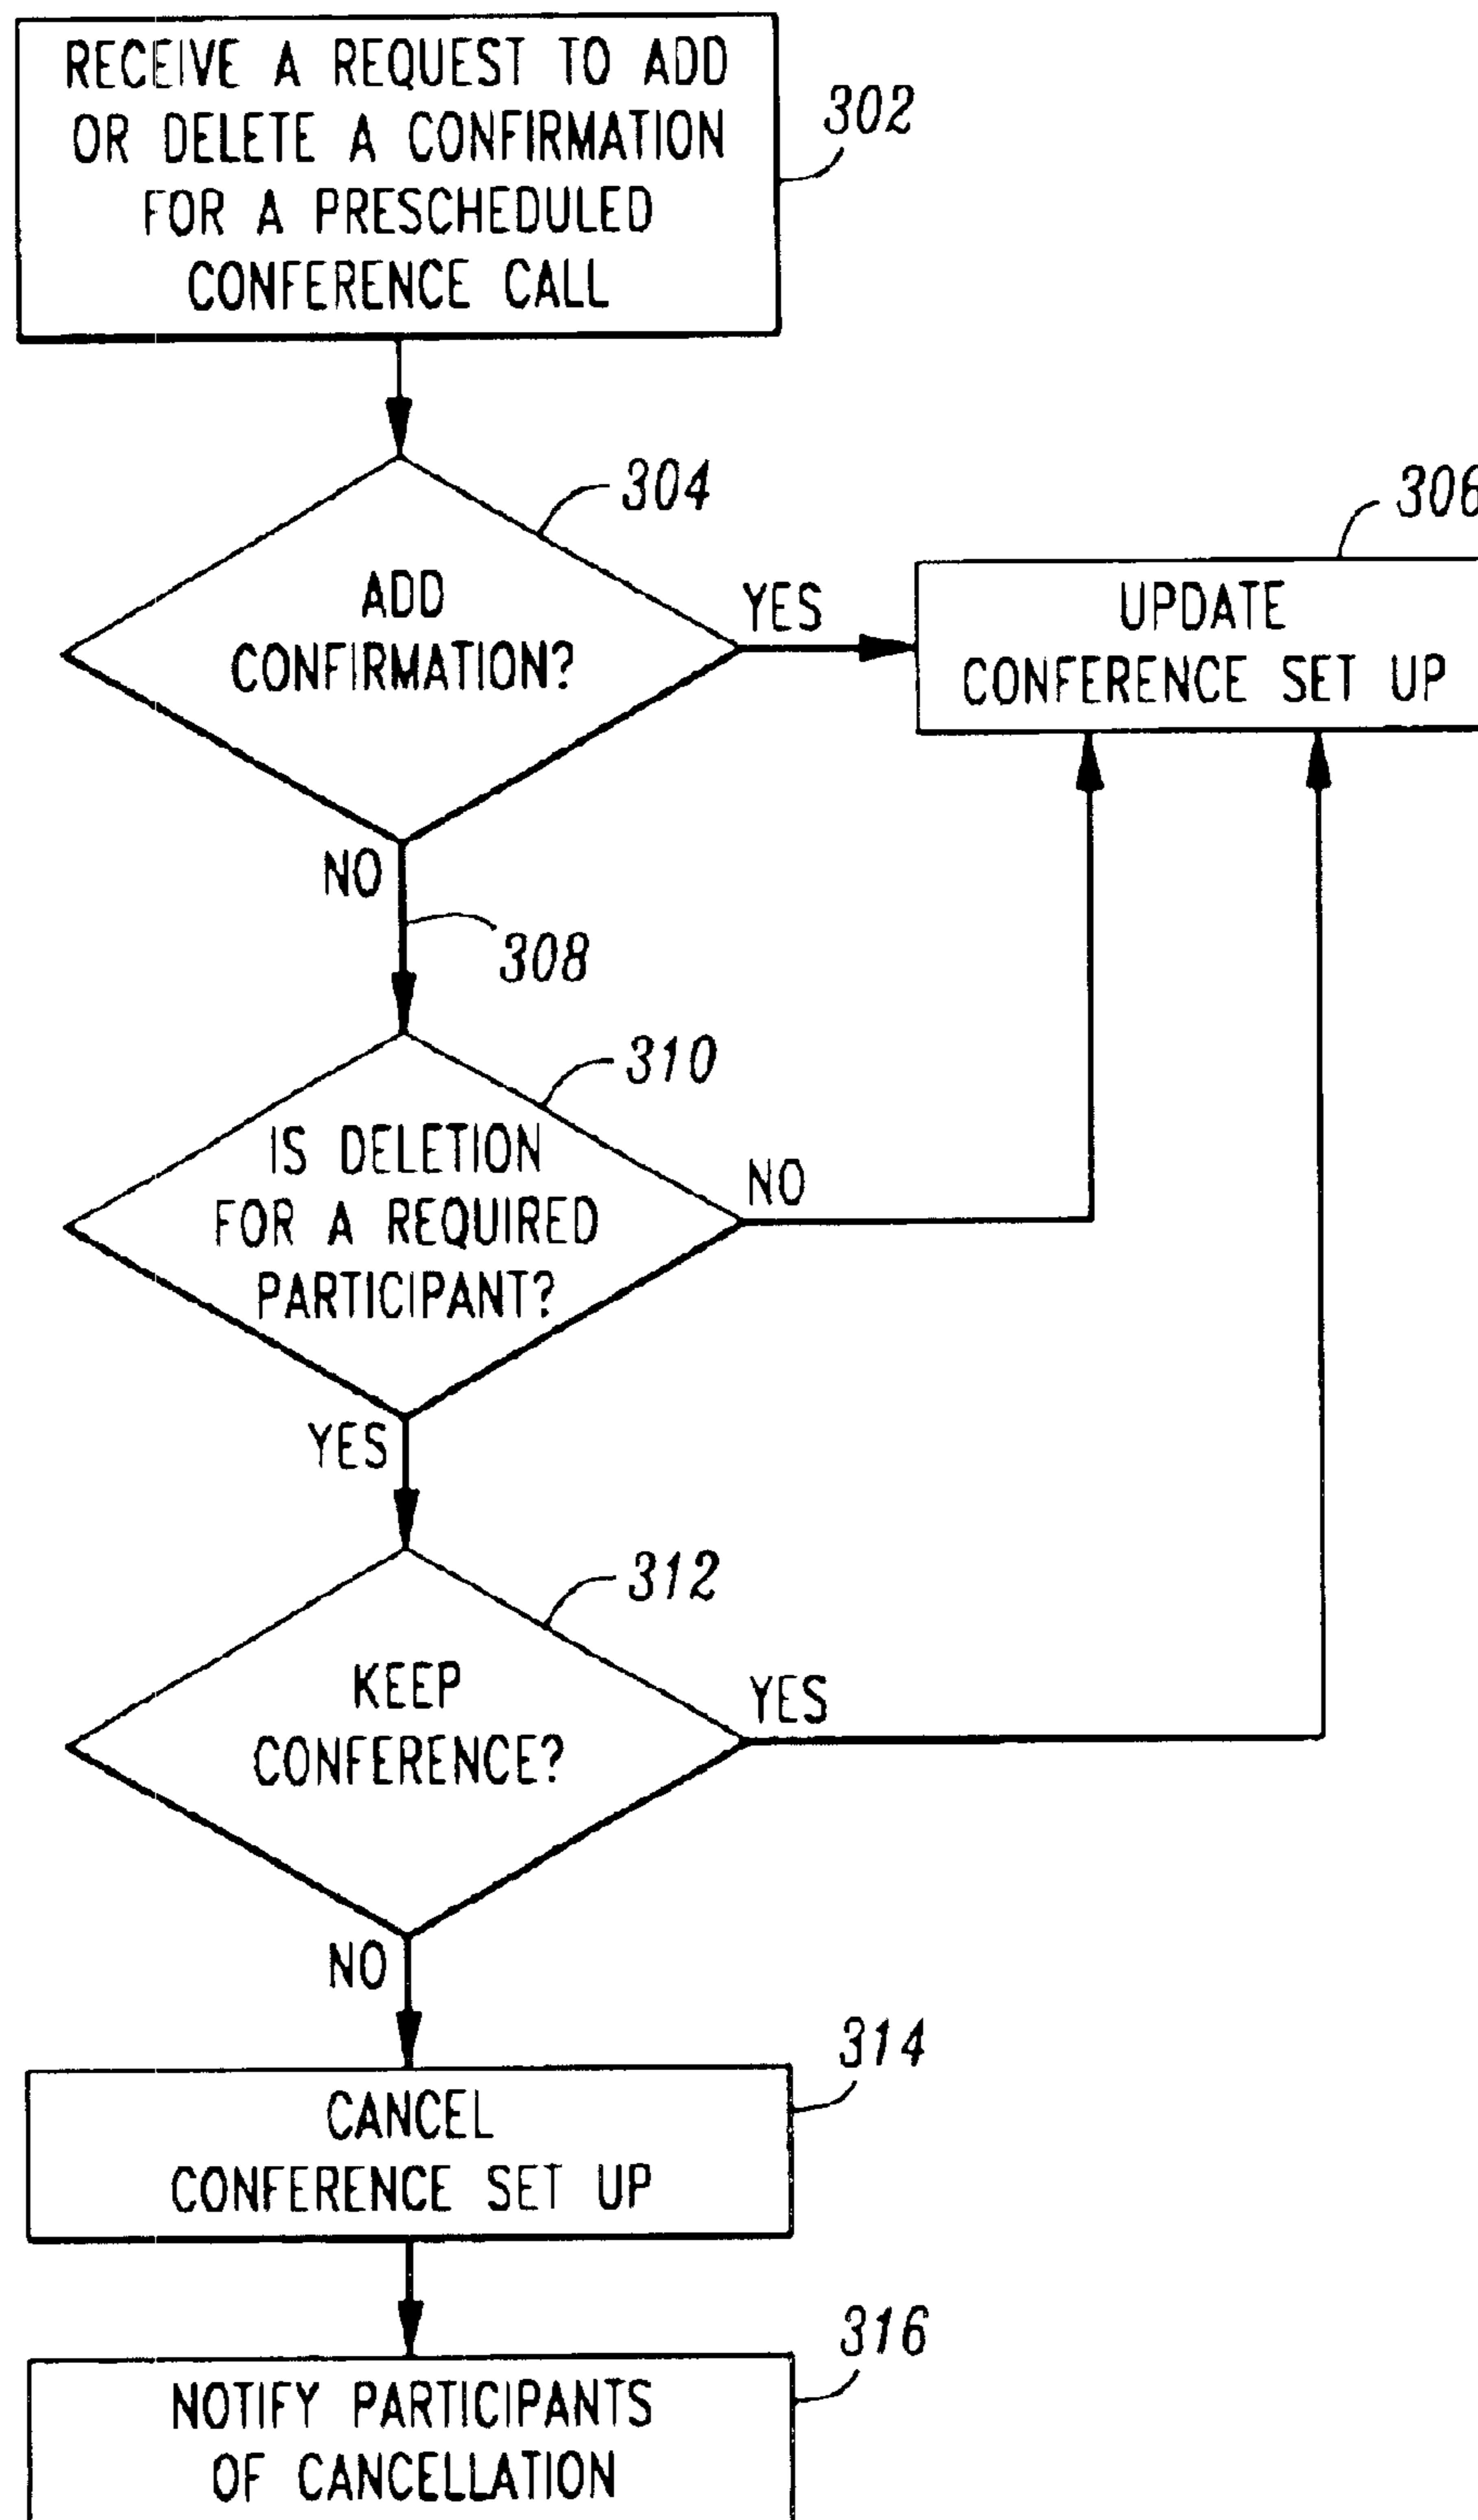 RECEIVE A REQUEST TO ADD
OR DELETE A CONFIRMATION
FOR A PRESCHEDULED
CONFERENCE CALL
302
304
ADD
CONFIRMATION?
YES
306
UPDATE
CONFERENCE SET UP
NO
308
310
IS DELETION
FOR A REQUIRED
PARTICIPANT?
NO
YES
312
KEEP
CONFERENCE?
YES
NO
314
CANCEL
CONFERENCE SET UP
316
NOTIFY PARTICIPANTS
OF CANCELLATION